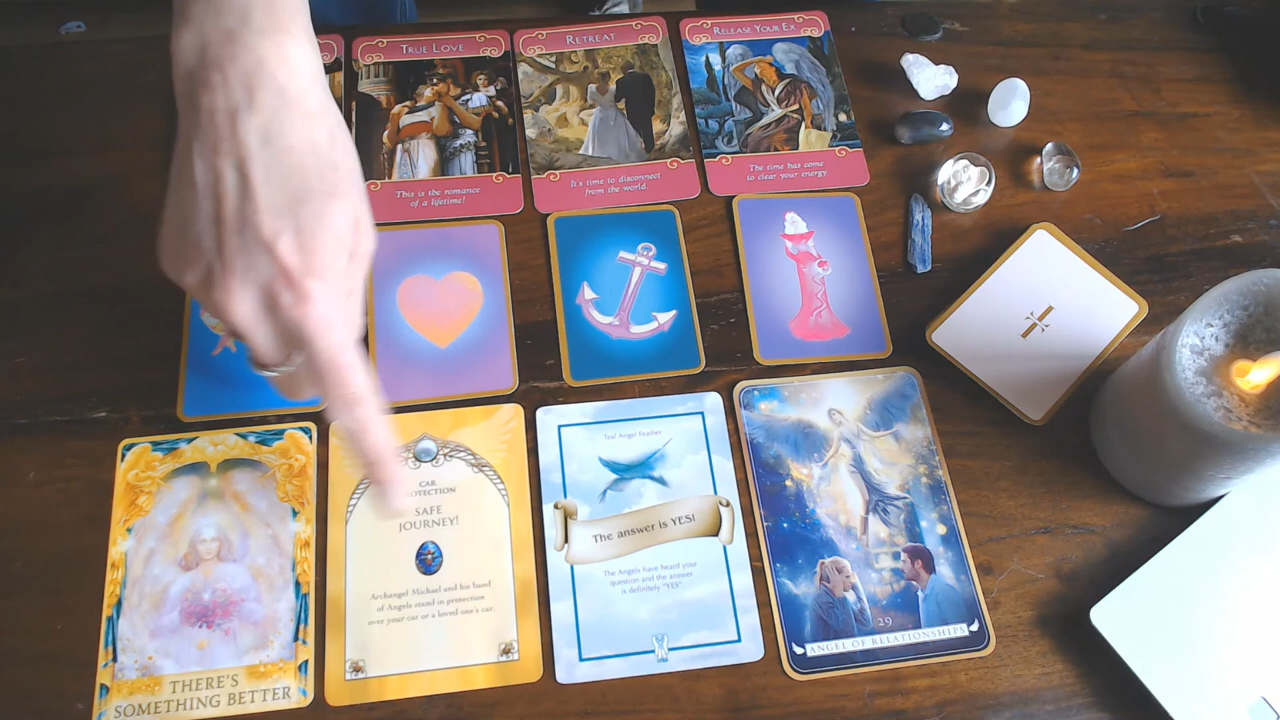 TRUE LOVE
This is the romance
of a lifetime!
RETREAT
It's time to disconnect
from the world.
RELEASE YOUR EX
The time has come
to clear your energy
THERE'S
SOMETHING BETTER
CAR
SAFE
JOURNEY!
Archangel Michael and his band
of Angels stand in protection
over your car or a loved one's car.
Teal Angel Feather
The answer is YES!
The Angels have heard your
question and the answer
is definitely "YES".
29
ANGEL OF RELATIONSHIPS